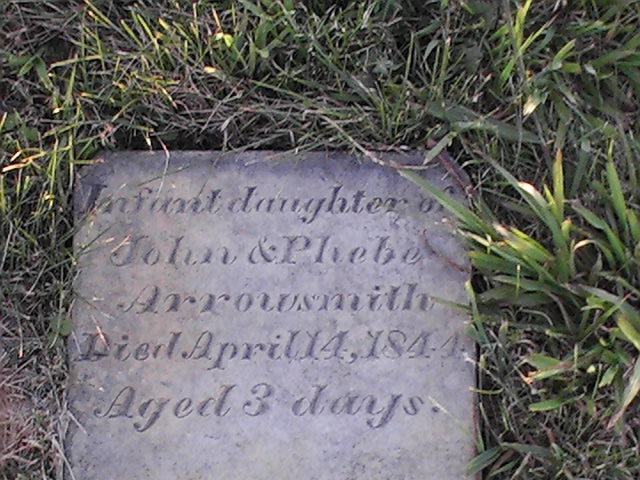 Infant daughter of
John & Phebe
Arrowsmith
Died April 14, 1844.
Aged 3 days.